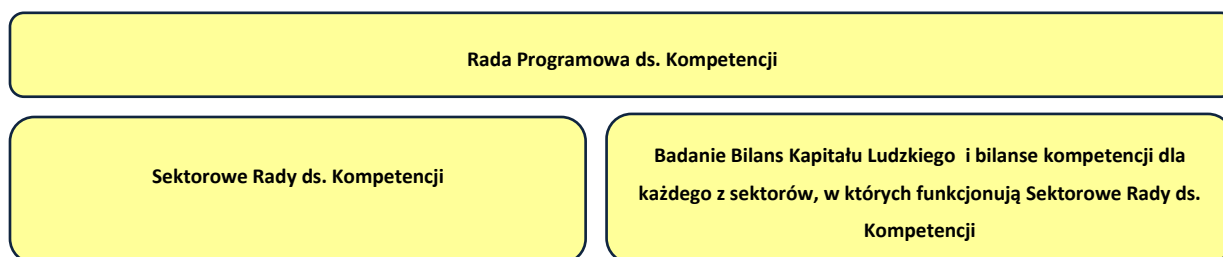 Rada Programowa ds. Kompetencji
Sektorowe Rady ds. Kompetencji
Badanie Bilans Kapitału Ludzkiego i bilanse kompetencji dla
każdego z sektorów, w których funkcjonują Sektorowe Rady ds.
Kompetencji